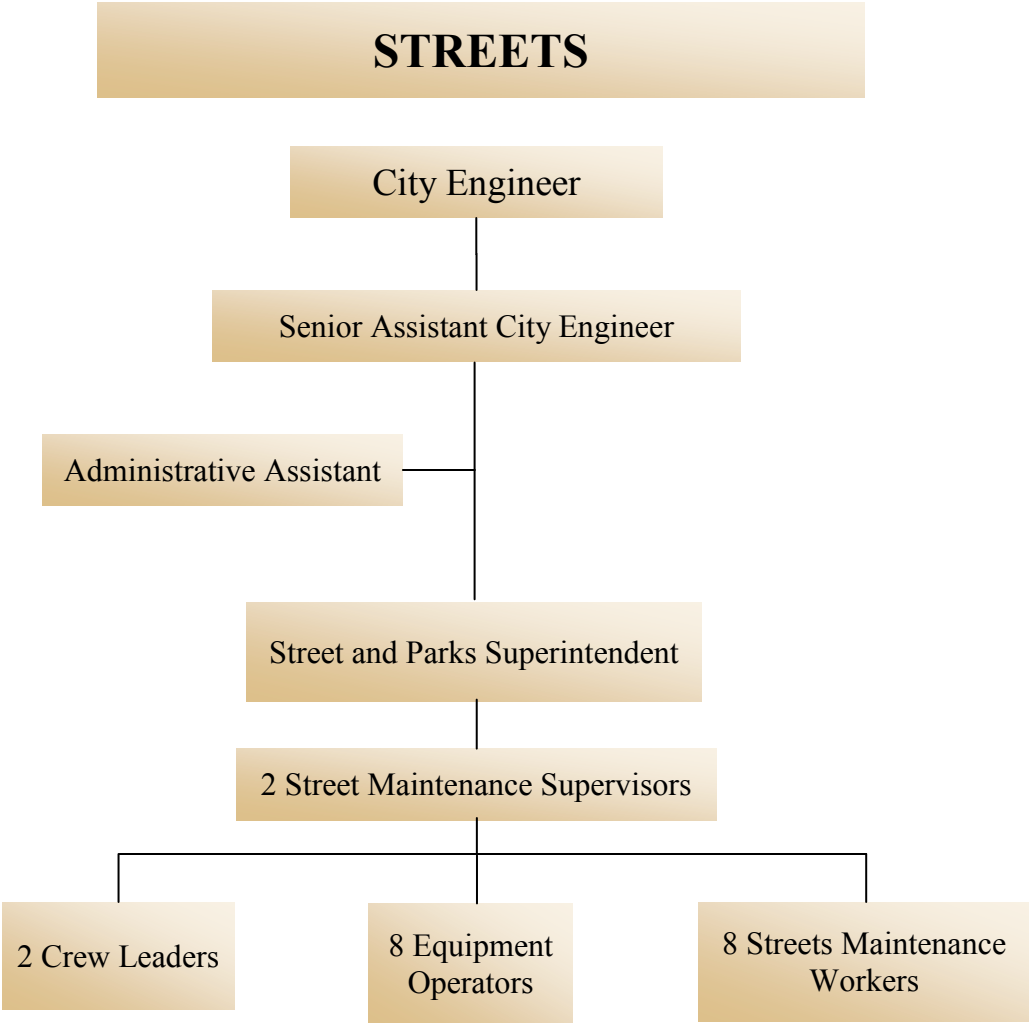 STREETS
City Engineer
Senior Assistant City Engineer
Administrative Assistant
Street and Parks Superintendent
2 Street Maintenance Supervisors
2 Crew Leaders
8 Equipment
Operators
8 Streets Maintenance
Workers